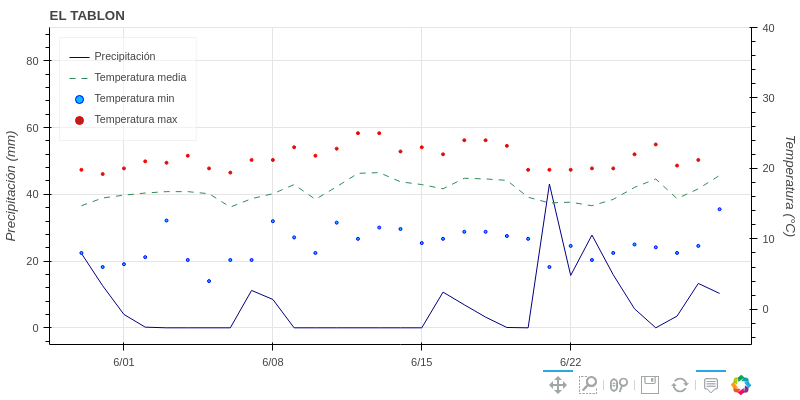 EL TABLON
Precipitación
Temperatura media
Temperatura min
Temperatura max
Precipitación (mm)
80
60
40
20
0
Temperatura (°C)
40
30
20
10
0
6/01
6/08
6/15
6/22